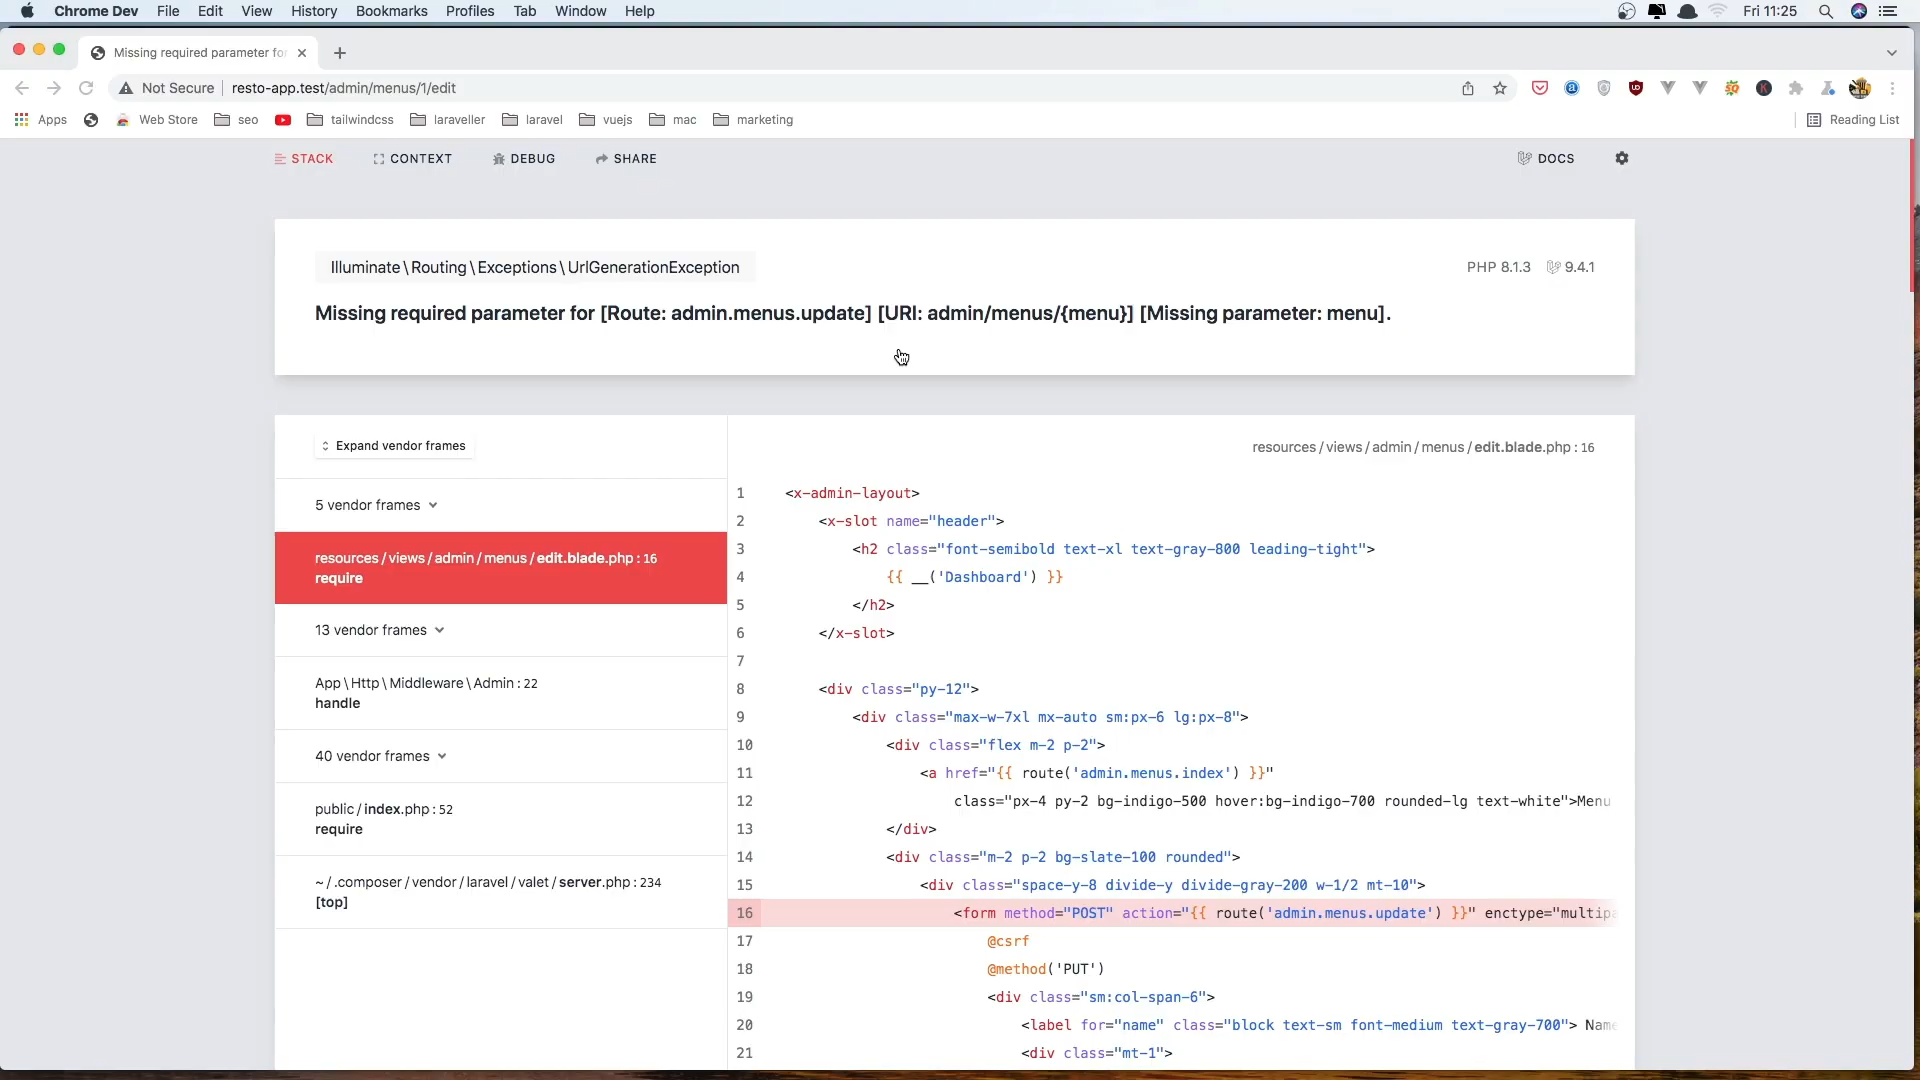 Chrome Dev File Edit View History Bookmarks Profiles Tab Window Help Fri 11:25
Missing required parameter for
Not Secure resto-app.test/admin/menus/1/edit
Apps Web Store seo tailwindcss laraveller laravel vuejs mac marketing Reading List
STACK CONTEXT DEBUG SHARE DOCS
Illuminate\Routing\Exceptions\UrlGenerationException PHP 8.1.3 9.4.1
Missing required parameter for [Route: admin.menus.update] [URI: admin/menus/{menu}] [Missing parameter: menu].
Expand vendor frames
5 vendor frames
resources/views/admin/menus/edit.blade.php:16
require
13 vendor frames
App\Http\Middleware\Admin:22
handle
40 vendor frames
public/index.php:52
require
~/.composer/vendor/laravel/valet/server.php:234
[top]
resources/views/admin/menus/edit.blade.php:16
1 <x-admin-layout>
2 <x-slot name="header">
3 <h2 class="font-semibold text-xl text-gray-800 leading-tight">
4 {{ __('Dashboard') }}
5 </h2>
6 </x-slot>
7
8 <div class="py-12">
9 <div class="max-w-7xl mx-auto sm:px-6 lg:px-8">
10 <div class="flex m-2 p-2">
11 <a href="{{ route('admin.menus.index') }}"
12 class="px-4 py-2 bg-indigo-500 hover:bg-indigo-700 rounded-lg text-white">Menu
13 </div>
14 <div class="m-2 p-2 bg-slate-100 rounded">
15 <div class="space-y-8 divide-y divide-gray-200 w-1/2 mt-10">
16 <form method="POST" action="{{ route('admin.menus.update') }}" enctype="multipa
17 @csrf
18 @method('PUT')
19 <div class="sm:col-span-6">
20 <label for="name" class="block text-sm font-medium text-gray-700"> Name
21 <div class="mt-1">